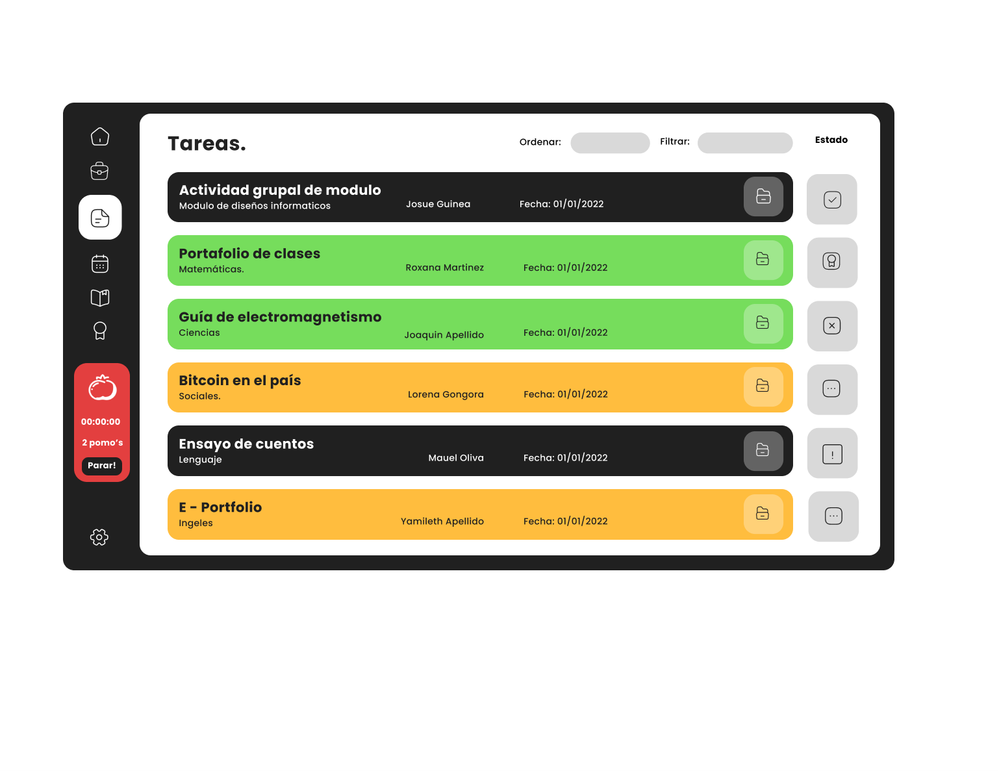 Tareas.
Ordenar:
Filtrar:
Estado
Actividad grupal de modulo
Modulo de diseños informaticos
Josue Guinea
Fecha: 01/01/2022
Portafolio de clases
Matemáticas.
Roxana Martinez
Fecha: 01/01/2022
Guía de electromagnetismo
Ciencias
Joaquin Apellido
Fecha: 01/01/2022
Bitcoin en el país
Sociales.
Lorena Gongora
Fecha: 01/01/2022
Ensayo de cuentos
Lenguaje
Mauel Oliva
Fecha: 01/01/2022
E - Portfolio
Ingeles
Yamileth Apellido
Fecha: 01/01/2022
00:00:00
2 pomo’s
Parar!